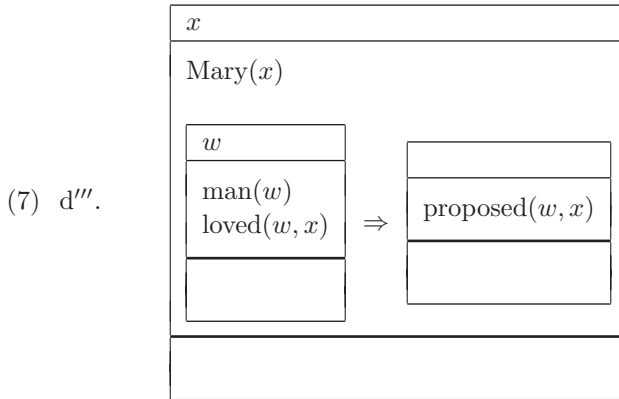 x
Mary(x)
w
man(w)
loved(w, x)
⇒
proposed(w, x)
(7) d‴.